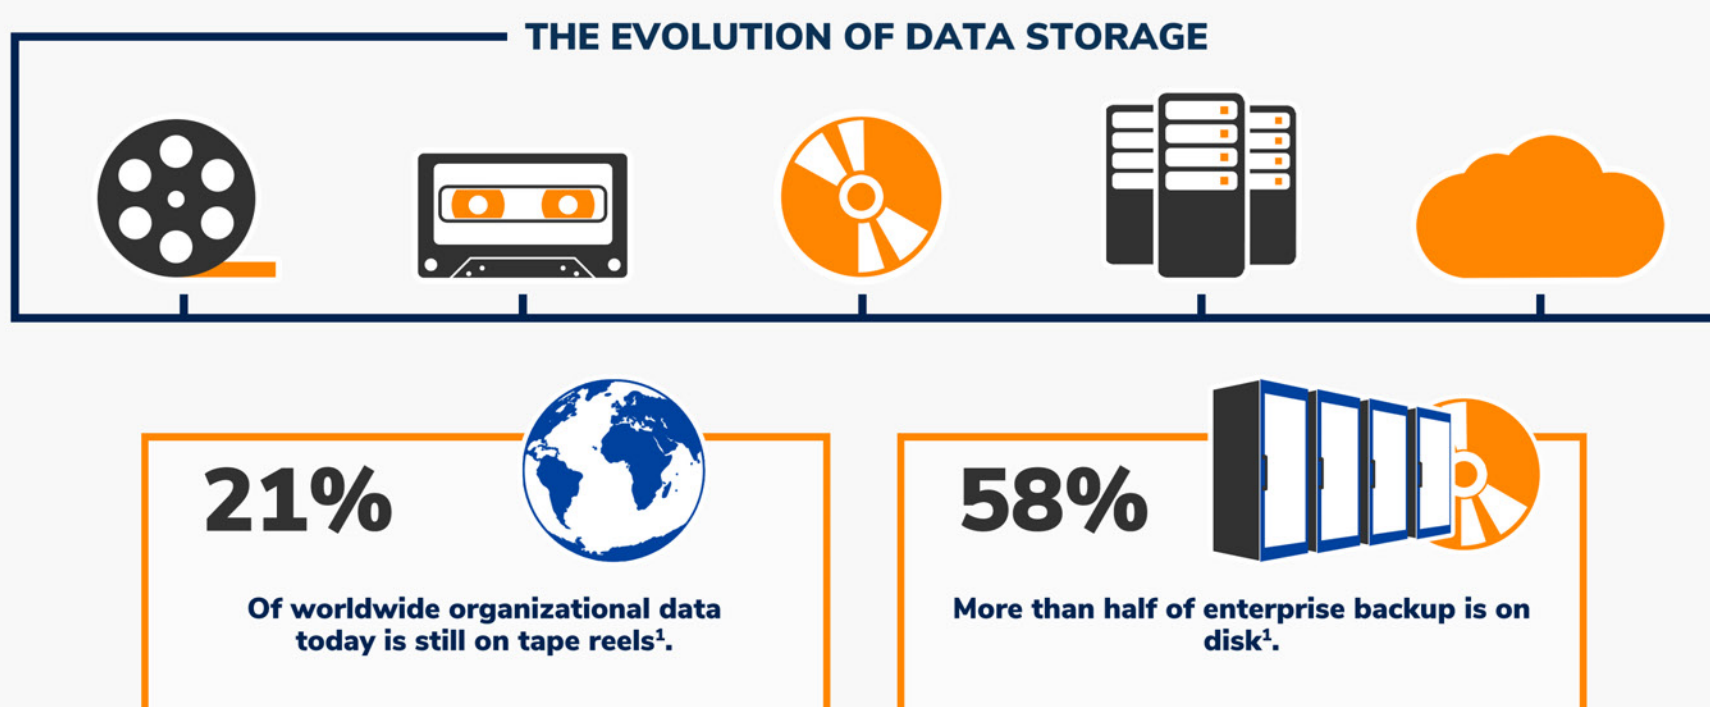 THE EVOLUTION OF DATA STORAGE
21%
Of worldwide organizational data
today is still on tape reels¹.
58%
More than half of enterprise backup is on
disk¹.